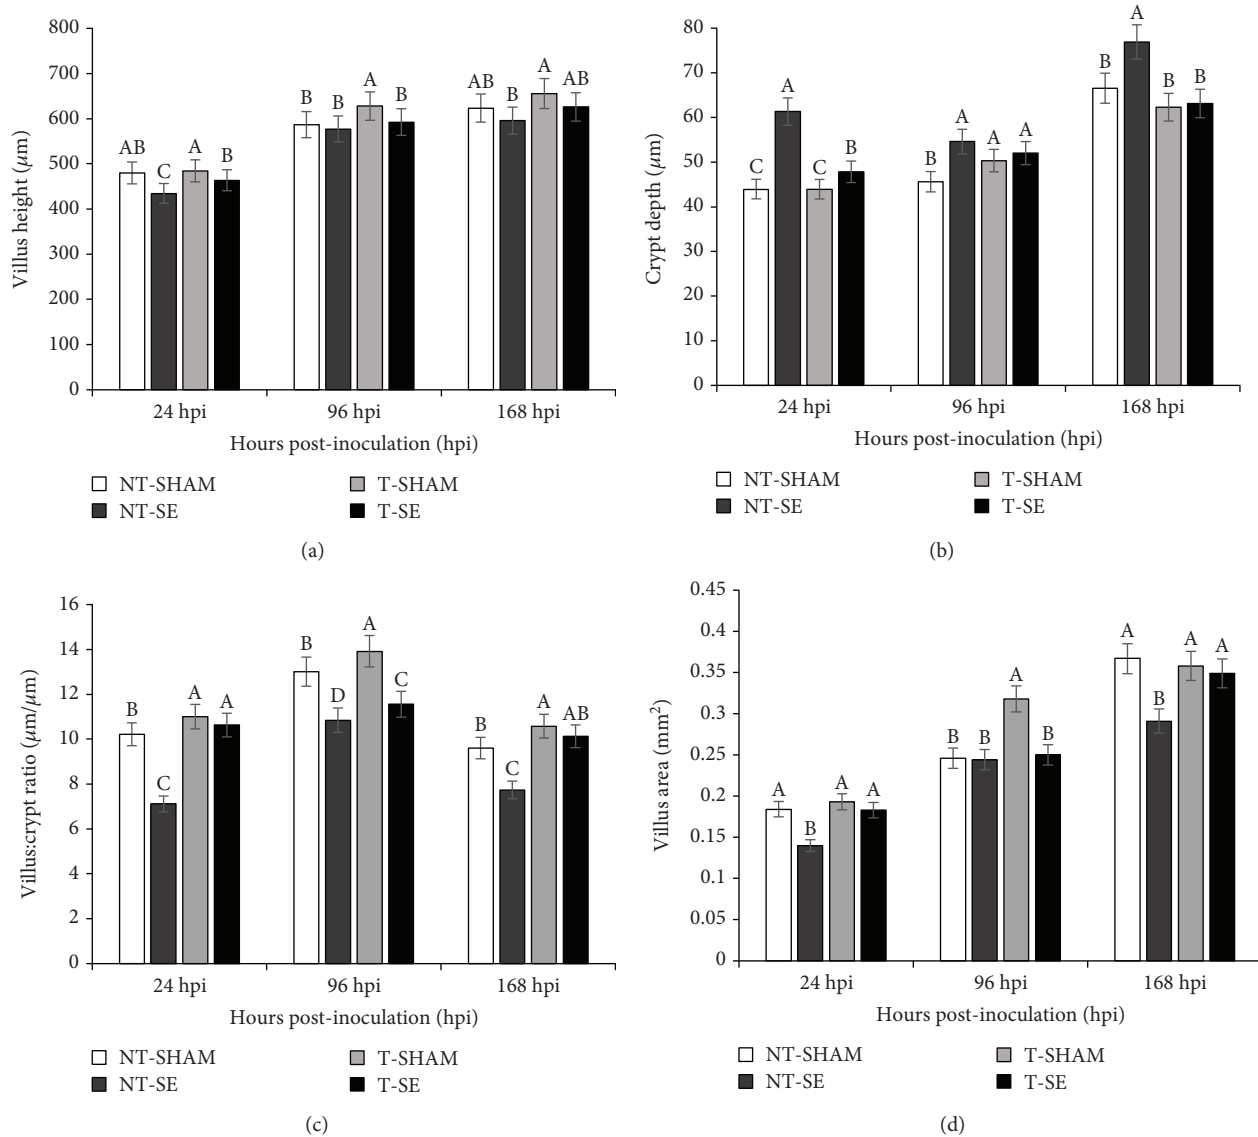 Villus height (μm)
800
700
600
500
400
300
200
100
0
AB C A B
B B A B
AB B A AB
24 hpi 96 hpi 168 hpi
Hours post-inoculation (hpi)
NT-SHAM T-SHAM
NT-SE T-SE
(a)
Crypt depth (μm)
80
70
60
50
40
30
20
10
0
C A C B
B A A A
B A B B
24 hpi 96 hpi 168 hpi
Hours post-inoculation (hpi)
NT-SHAM T-SHAM
NT-SE T-SE
(b)
Villus:crypt ratio (μm/μm)
16
14
12
10
8
6
4
2
0
B C A A
B D A C
B C A AB
24 hpi 96 hpi 168 hpi
Hours post-inoculation (hpi)
NT-SHAM T-SHAM
NT-SE T-SE
(c)
Villus area (mm²)
0.45
0.4
0.35
0.3
0.25
0.2
0.15
0.1
0.05
0
A B A A
B B A B
A B A A
24 hpi 96 hpi 168 hpi
Hours post-inoculation (hpi)
NT-SHAM T-SHAM
NT-SE T-SE
(d)